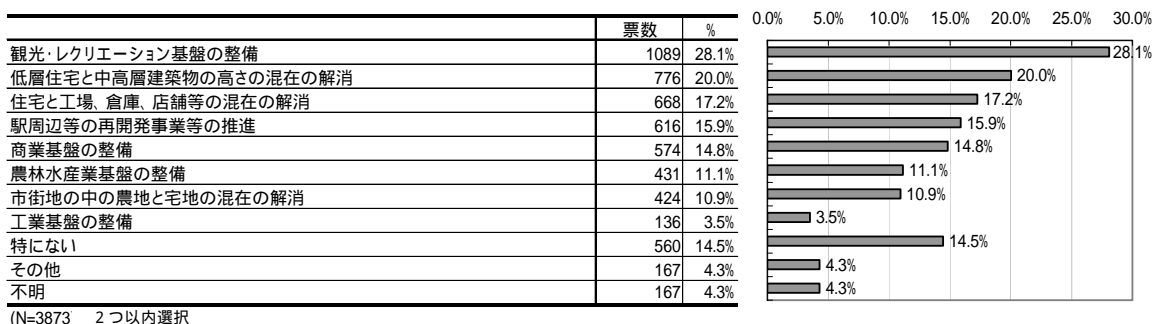 票数 %
観光・レクリエーション基盤の整備 1089 28.1%
低層住宅と中高層建築物の高さの混在の解消 776 20.0%
住宅と工場、倉庫、店舗等の混在の解消 668 17.2%
駅周辺等の再開発事業等の推進 616 15.9%
商業基盤の整備 574 14.8%
農林水産業基盤の整備 431 11.1%
市街地の中の農地と宅地の混在の解消 424 10.9%
工業基盤の整備 136 3.5%
特にない 560 14.5%
その他 167 4.3%
不明 167 4.3%
(N=3873) 2つ以内選択
0.0% 5.0% 10.0% 15.0% 20.0% 25.0% 30.0%
28.1%
20.0%
17.2%
15.9%
14.8%
11.1%
10.9%
3.5%
14.5%
4.3%
4.3%